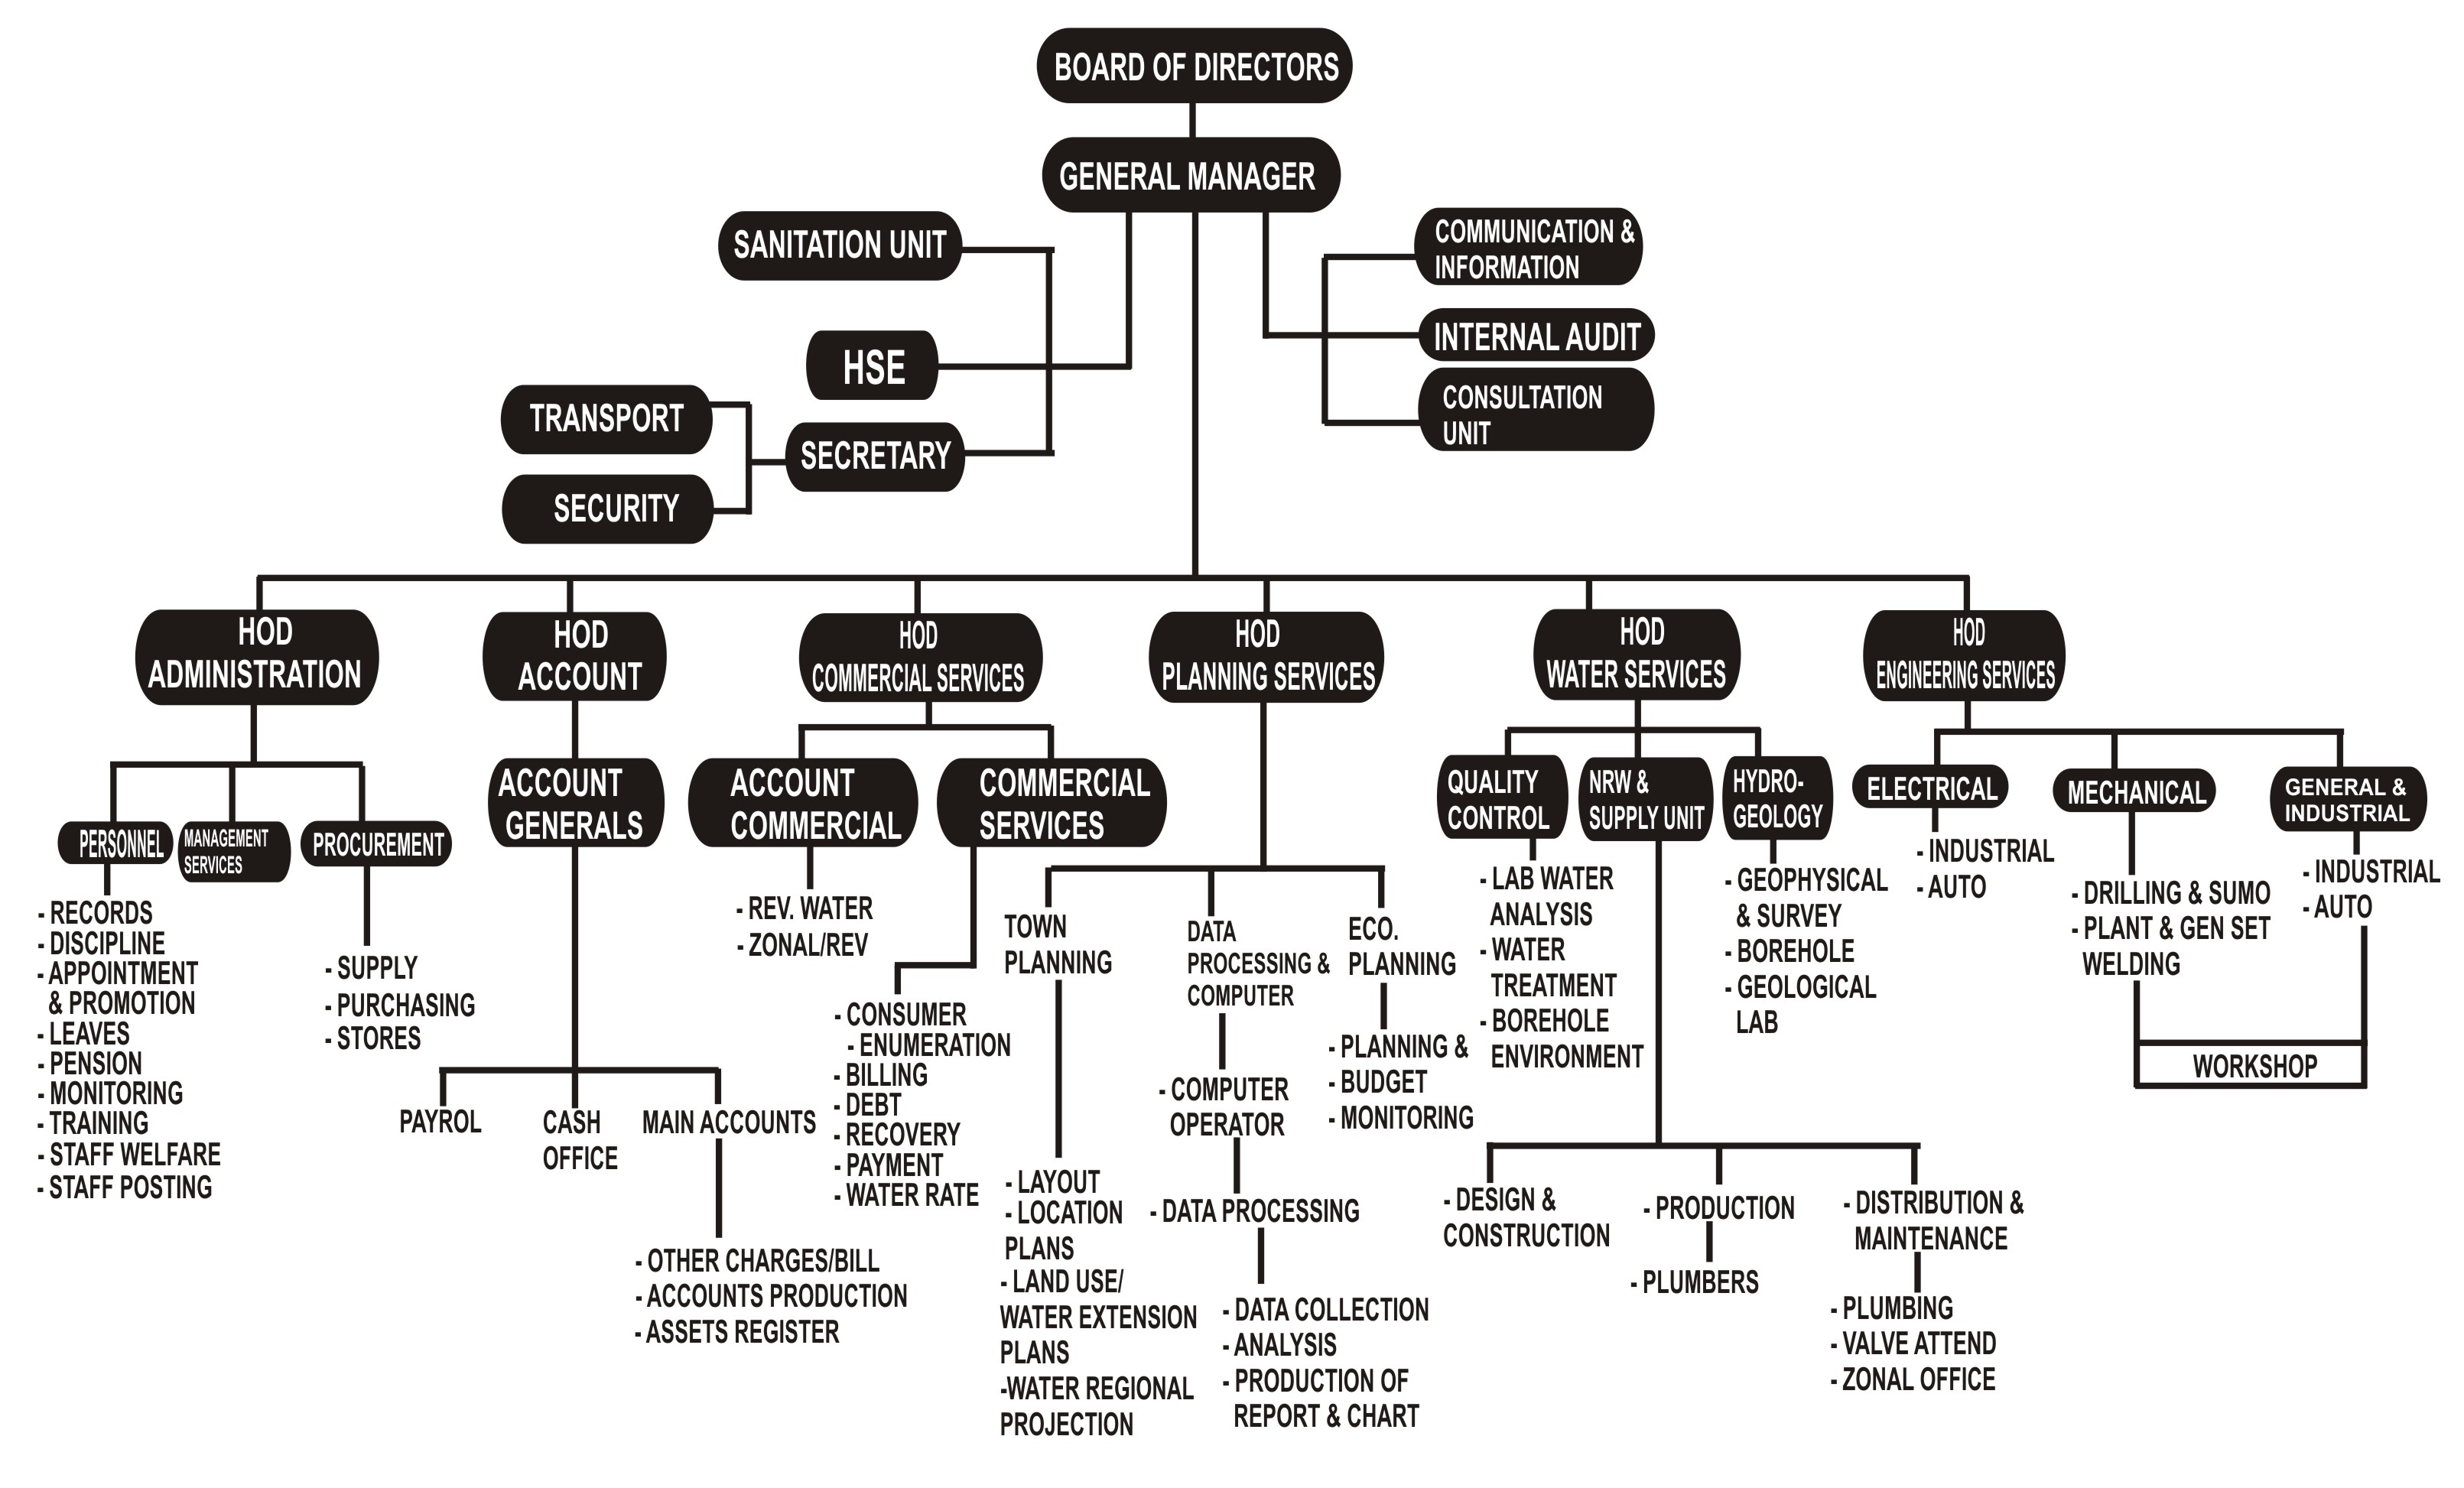 BOARD OF DIRECTORS
GENERAL MANAGER
SANITATION UNIT
HSE
TRANSPORT
SECRETARY
SECURITY
COMMUNICATION &
INFORMATION
INTERNAL AUDIT
CONSULTATION
UNIT
HOD
ADMINISTRATION
HOD
ACCOUNT
HOD
COMMERCIAL SERVICES
HOD
PLANNING SERVICES
HOD
WATER SERVICES
HOD
ENGINEERING SERVICES
PERSONNEL
MANAGEMENT
SERVICES
PROCUREMENT
ACCOUNT
GENERALS
ACCOUNT
COMMERCIAL
COMMERCIAL
SERVICES
QUALITY
CONTROL
NRW &
SUPPLY UNIT
HYDRO-
GEOLOGY
ELECTRICAL
MECHANICAL
GENERAL &
INDUSTRIAL
- RECORDS
- DISCIPLINE
- APPOINTMENT
& PROMOTION
- LEAVES
- PENSION
- MONITORING
- TRAINING
- STAFF WELFARE
- STAFF POSTING
- SUPPLY
- PURCHASING
- STORES
PAYROL
CASH
OFFICE
MAIN ACCOUNTS
- OTHER CHARGES/BILL
- ACCOUNTS PRODUCTION
- ASSETS REGISTER
- REV. WATER
- ZONAL/REV
- CONSUMER
- ENUMERATION
- BILLING
- DEBT
- RECOVERY
- PAYMENT
- WATER RATE
TOWN
PLANNING
- LAYOUT
- LOCATION
PLANS
- LAND USE/
WATER EXTENSION
PLANS
-WATER REGIONAL
PROJECTION
DATA
PROCESSING &
COMPUTER
- COMPUTER
OPERATOR
- DATA PROCESSING
- DATA COLLECTION
- ANALYSIS
- PRODUCTION OF
REPORT & CHART
ECO.
PLANNING
- PLANNING &
- BUDGET
- MONITORING
- LAB WATER
ANALYSIS
- WATER
TREATMENT
- BOREHOLE
ENVIRONMENT
- DESIGN &
CONSTRUCTION
- PRODUCTION
- PLUMBERS
- DISTRIBUTION &
MAINTENANCE
- PLUMBING
- VALVE ATTEND
- ZONAL OFFICE
- GEOPHYSICAL
& SURVEY
- BOREHOLE
- GEOLOGICAL
LAB
- INDUSTRIAL
- AUTO
- DRILLING & SUMO
- PLANT & GEN SET
WELDING
- INDUSTRIAL
- AUTO
WORKSHOP